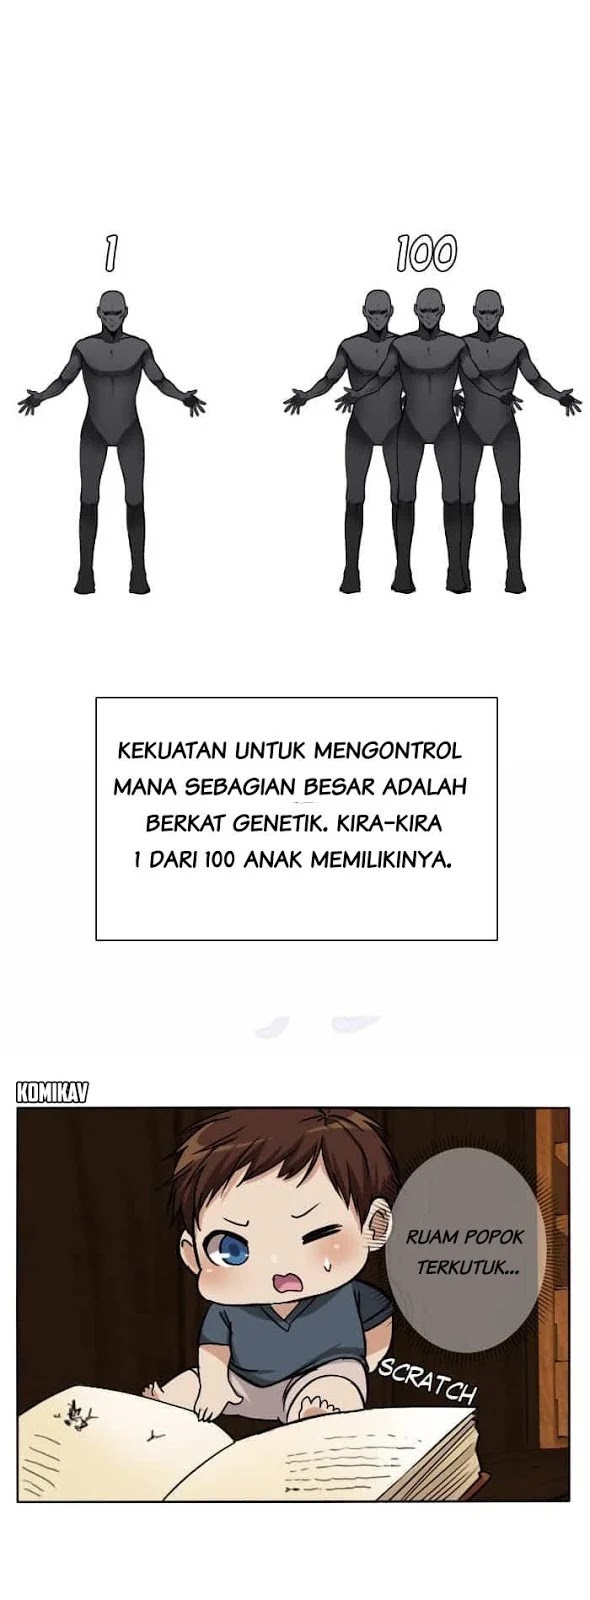 1
100
KEKUATAN UNTUK MENGONTROL
MANA SEBAGIAN BESAR ADALAH
BERKAT GENETIK. KIRA-KIRA
1 DARI 100 ANAK MEMILIKINYA.
KOMIKAV
RUAM POPOK
TERKUTUK...
SCRATCH